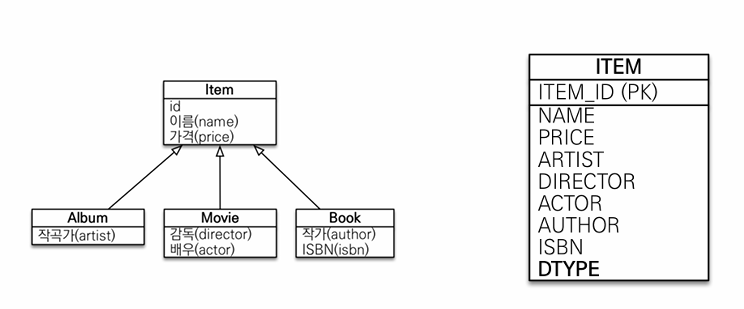 Item
id
이름(name)
가격(price)
Album
작곡가(artist)
Movie
감독(director)
배우(actor)
Book
작가(author)
ISBN(isbn)
ITEM
ITEM_ID (PK)
NAME
PRICE
ARTIST
DIRECTOR
ACTOR
AUTHOR
ISBN
DTYPE